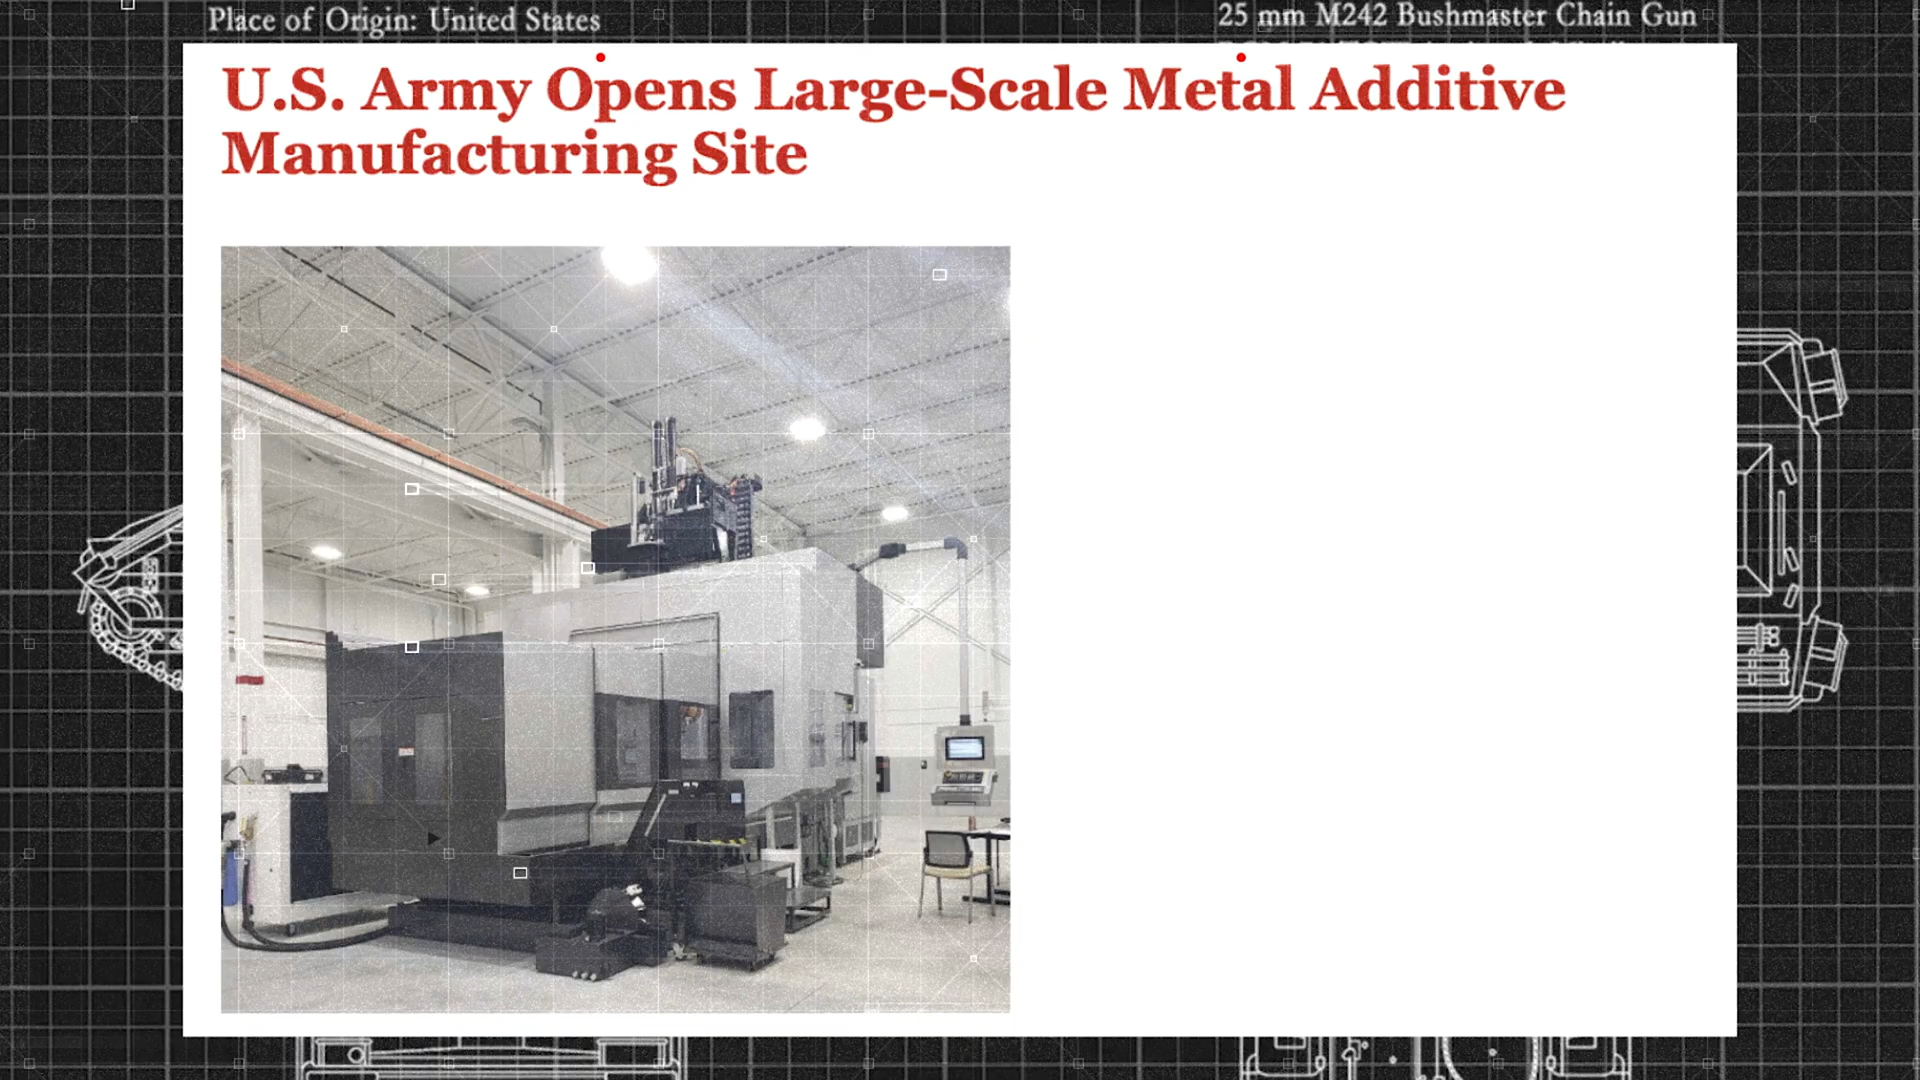 Place of Origin: United States
25 mm M242 Bushmaster Chain Gun
U.S. Army Opens Large-Scale Metal Additive
Manufacturing Site